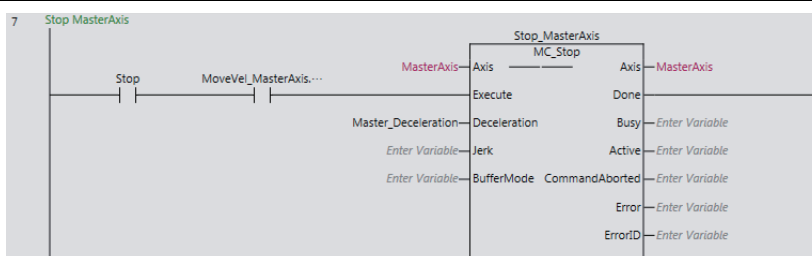 7 Stop MasterAxis
Stop_MasterAxis
MC_Stop
MasterAxis Axis Axis MasterAxis
Stop MoveVel_MasterAxis.···
Execute Done
Master_Deceleration Deceleration Busy Enter Variable
Enter Variable Jerk Active Enter Variable
Enter Variable BufferMode CommandAborted Enter Variable
Error Enter Variable
ErrorID Enter Variable